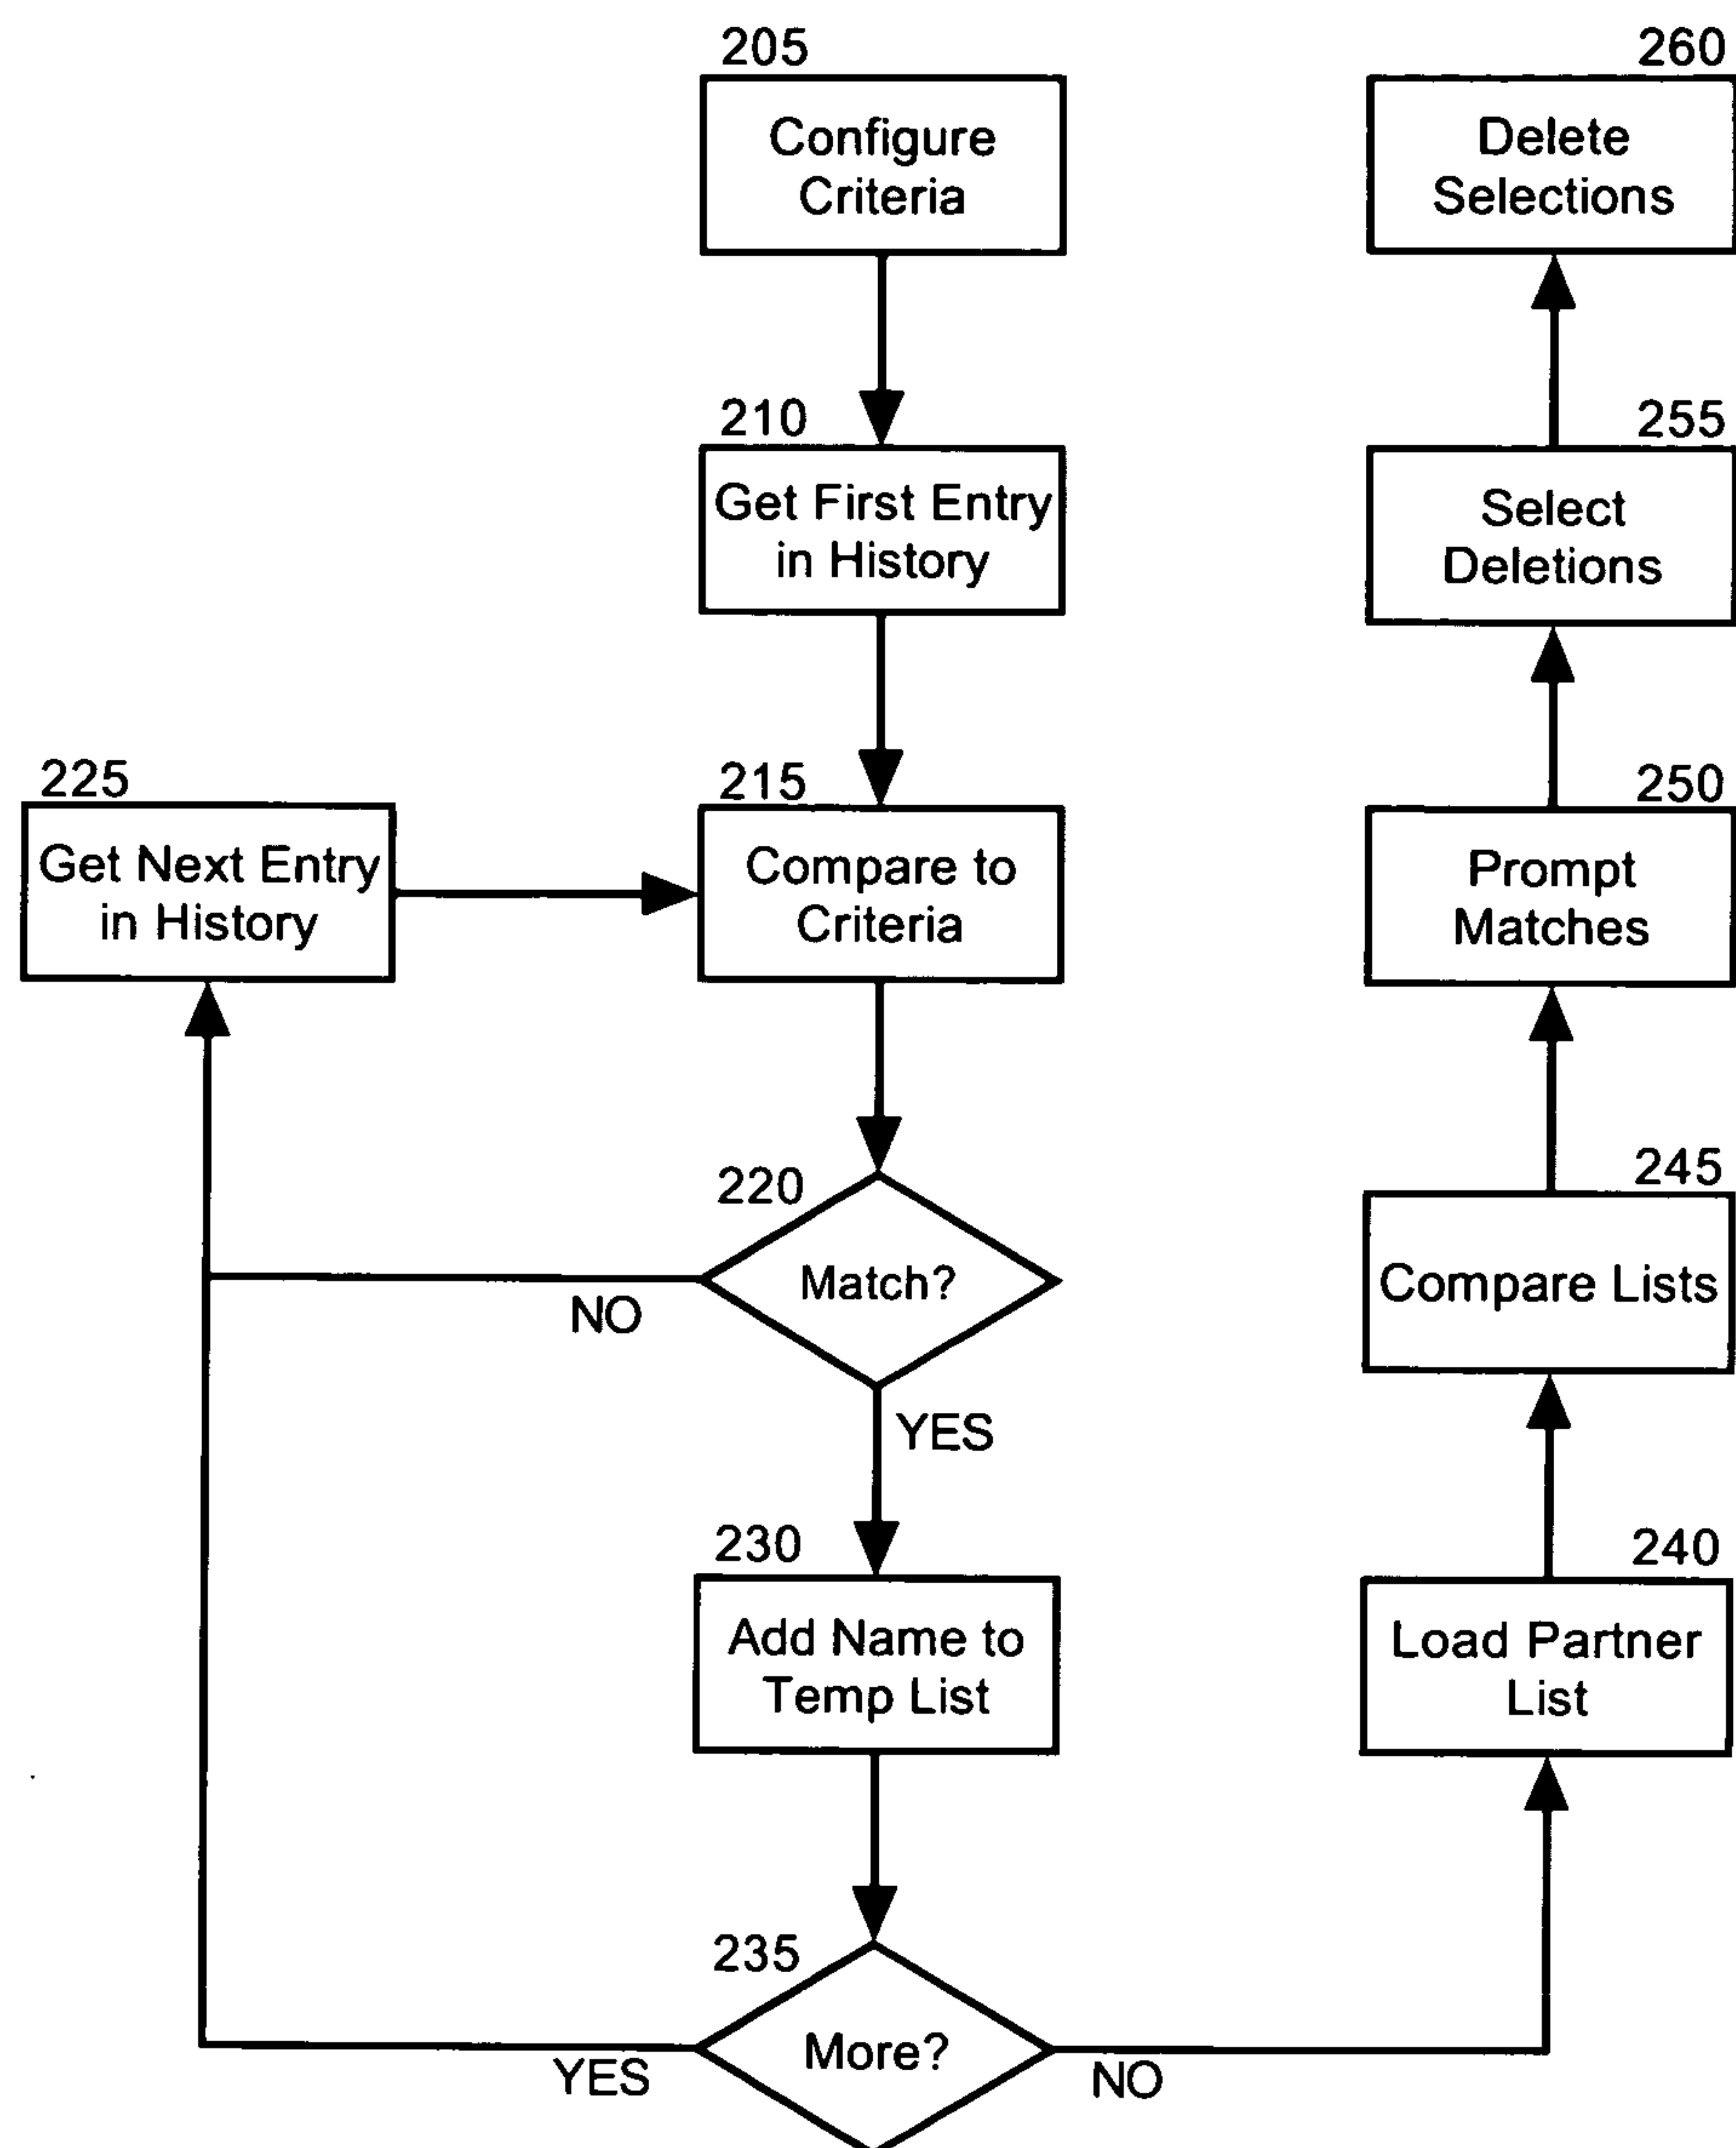 205
Configure
Criteria
210
Get First Entry
in History
225
Get Next Entry
in History
215
Compare to
Criteria
220
Match?
NO
YES
230
Add Name to
Temp List
235
More?
YES
NO
240
Load Partner
List
245
Compare Lists
250
Prompt
Matches
255
Select
Deletions
260
Delete
Selections